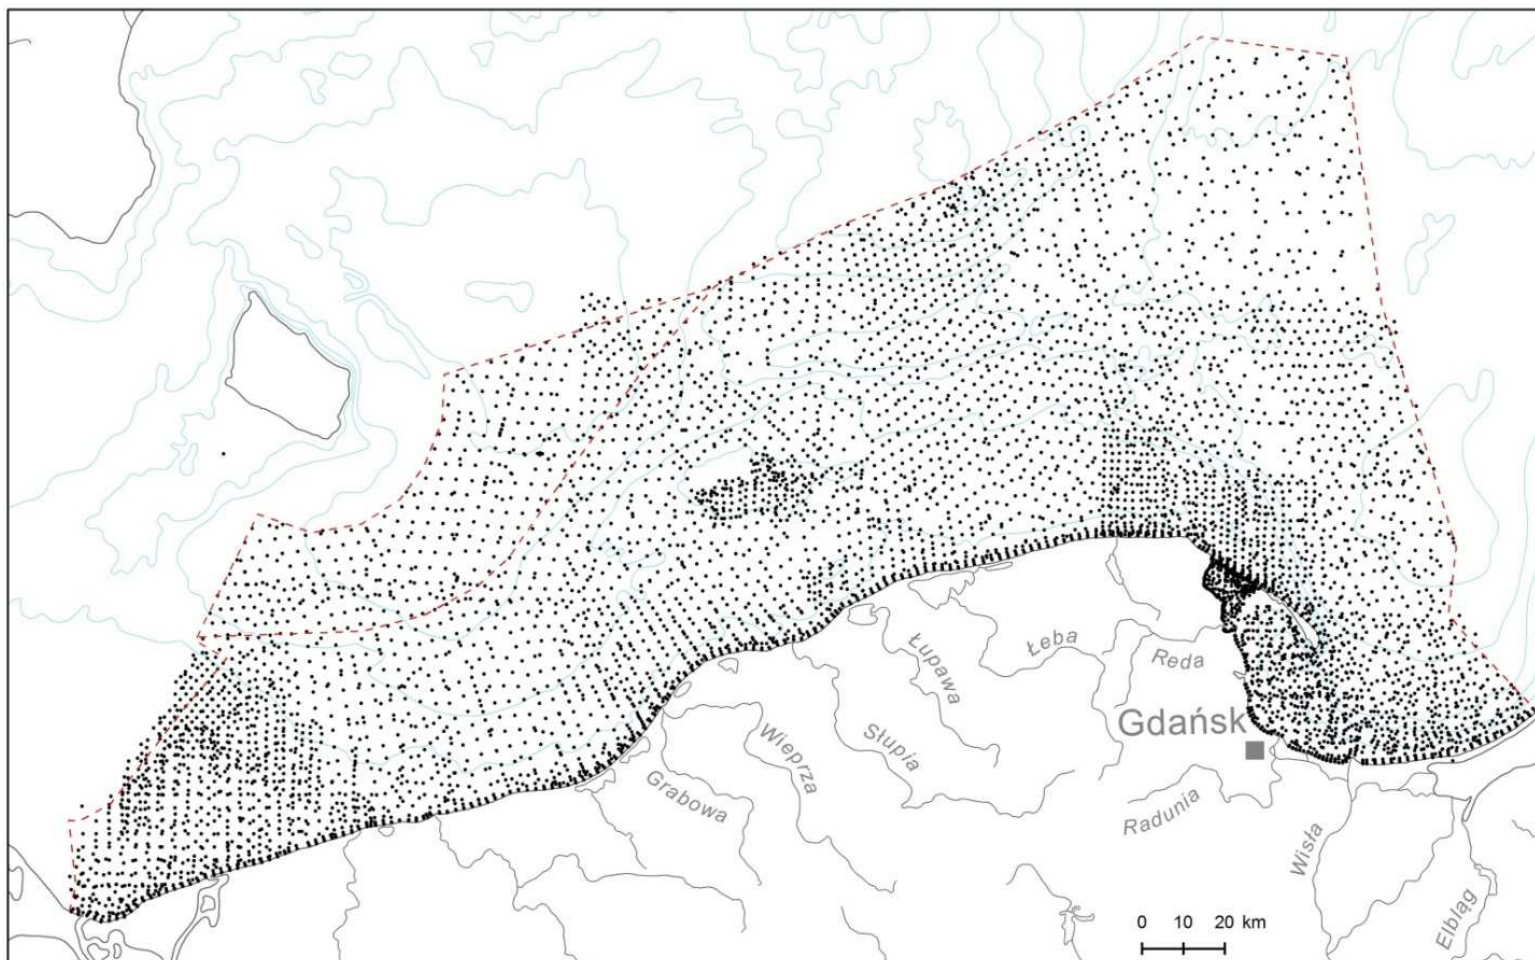 Łupawa
Łeba
Reda
Gdańsk
Słupia
Wieprza
Grabowa
Radunia
Wisła
Elbląg
0 10 20 km